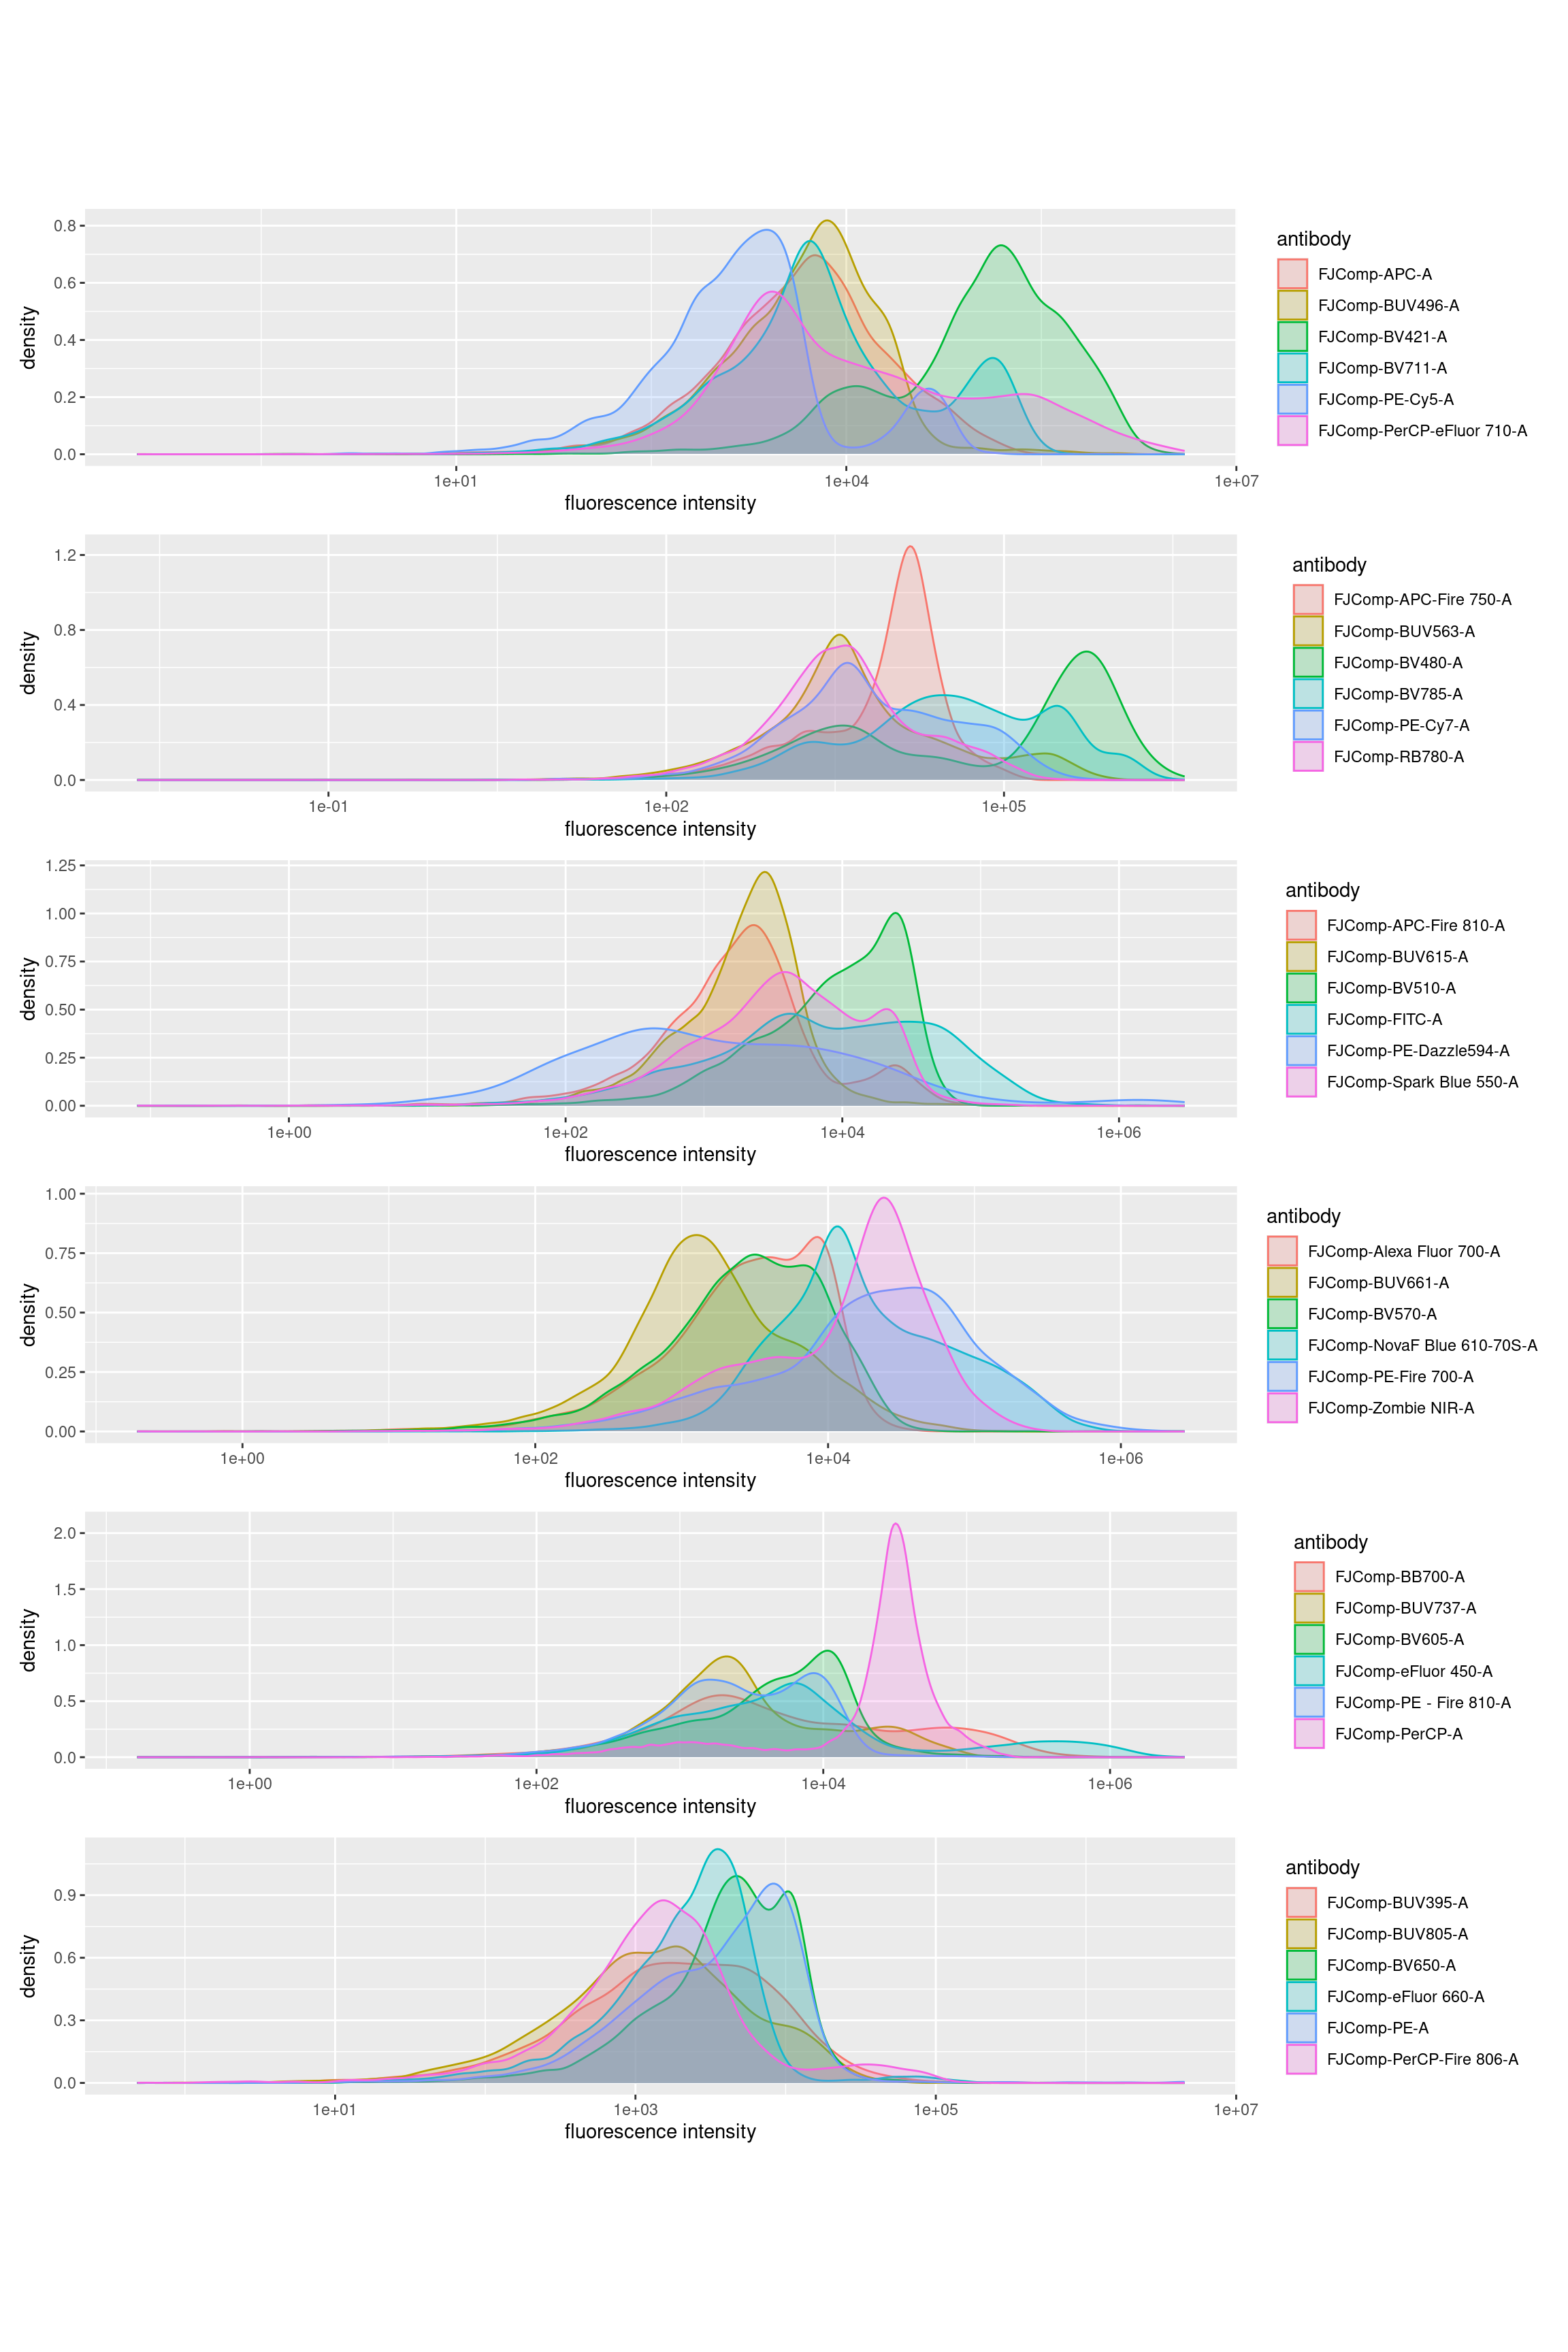 antibody
0.8
FJComp-APC-A
FJComp-BUV496-A
0.6
FJComp-BV421-A
density
0.4
FJComp-BV711-A
0.2
FJComp-PE-Cy5-A
FJComp-PerCP-eFluor 710-A
0.0
1e+01 1e+04 1e+07
fluorescence intensity
antibody
1.2
FJComp-APC-Fire 750-A
0.8
FJComp-BUV563-A
density
FJComp-BV480-A
0.4
FJComp-BV785-A
FJComp-PE-Cy7-A
FJComp-RB780-A
0.0
1e-01 1e+02 1e+05
fluorescence intensity
1.25
antibody
1.00
FJComp-APC-Fire 810-A
0.75
FJComp-BUV615-A
density
FJComp-BV510-A
0.50
FJComp-FITC-A
0.25
FJComp-PE-Dazzle594-A
FJComp-Spark Blue 550-A
0.00
1e+00 1e+02 1e+04 1e+06
fluorescence intensity
1.00
antibody
0.75
FJComp-Alexa Fluor 700-A
FJComp-BUV661-A
density
0.50
FJComp-BV570-A
FJComp-NovaF Blue 610-70S-A
0.25
FJComp-PE-Fire 700-A
FJComp-Zombie NIR-A
0.00
1e+00 1e+02 1e+04 1e+06
fluorescence intensity
2.0
antibody
1.5
FJComp-BB700-A
FJComp-BUV737-A
density
1.0
FJComp-BV605-A
FJComp-eFluor 450-A
0.5
FJComp-PE - Fire 810-A
FJComp-PerCP-A
0.0
1e+00 1e+02 1e+04 1e+06
fluorescence intensity
antibody
0.9
FJComp-BUV395-A
FJComp-BUV805-A
0.6
density
FJComp-BV650-A
FJComp-eFluor 660-A
0.3
FJComp-PE-A
FJComp-PerCP-Fire 806-A
0.0
1e+01 1e+03 1e+05 1e+07
fluorescence intensity